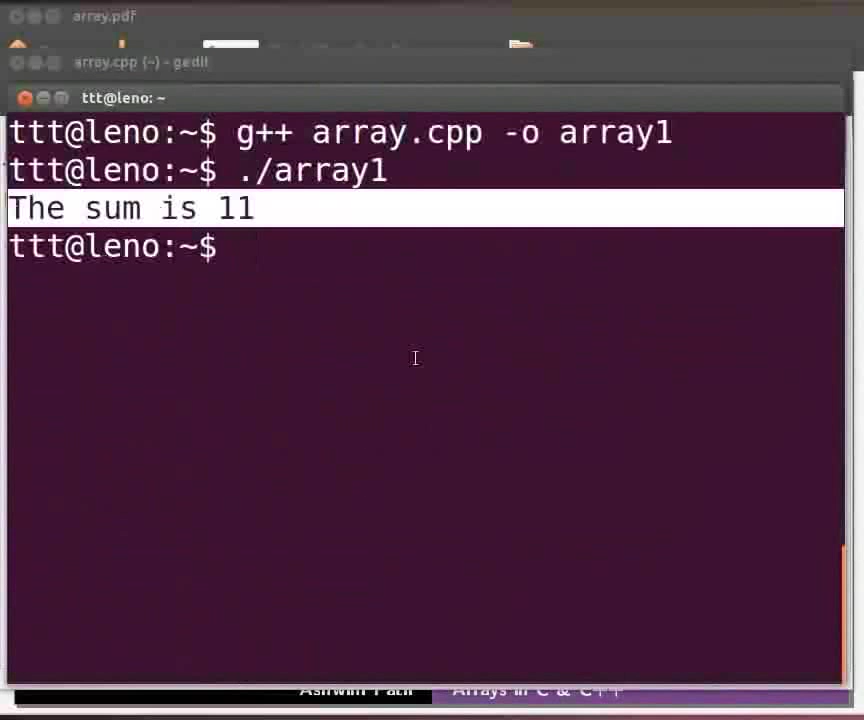 array.pdf
array.cpp (~) - gedit
ttt@leno: ~
ttt@leno:~$ g++ array.cpp -o array1
ttt@leno:~$ ./array1
The sum is 11
ttt@leno:~$
Arrays in C & C++